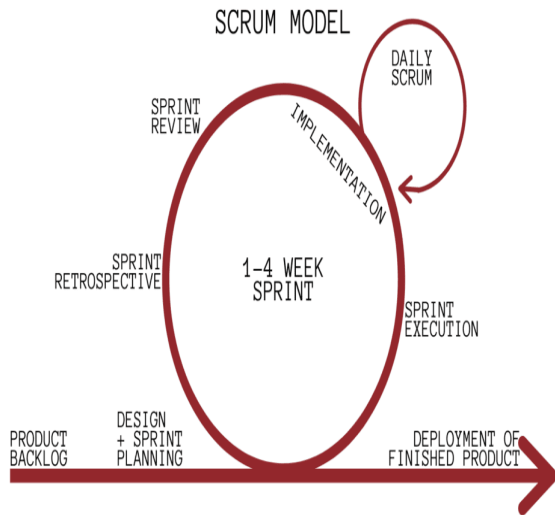 SCRUM MODEL
DAILY
SCRUM
SPRINT
REVIEW
IMPLEMENTATION
SPRINT
RETROSPECTIVE
1-4 WEEK
SPRINT
SPRINT
EXECUTION
PRODUCT
BACKLOG
DESIGN
+ SPRINT
PLANNING
DEPLOYMENT OF
FINISHED PRODUCT